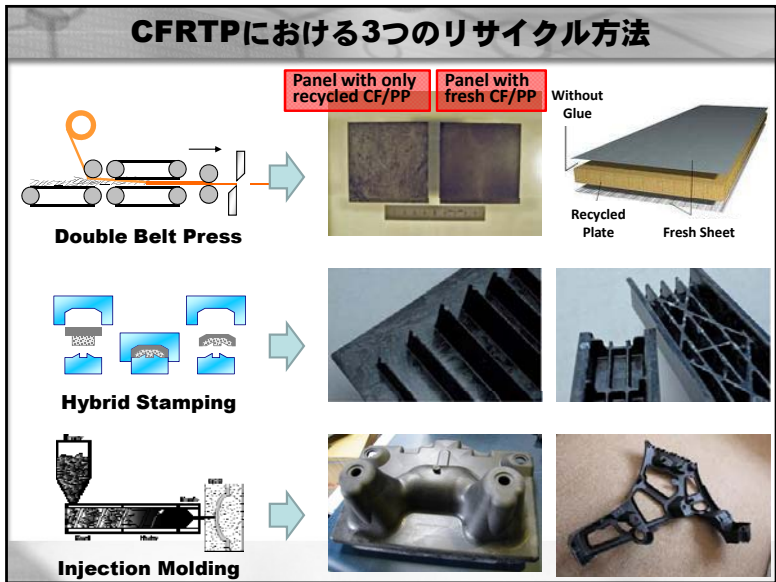 CFRTPにおける3つのリサイクル方法
Panel with only
recycled CF/PP
Panel with
fresh CF/PP
Without
Glue
Recycled
Plate
Fresh Sheet
Double Belt Press
Hybrid Stamping
Injection Molding